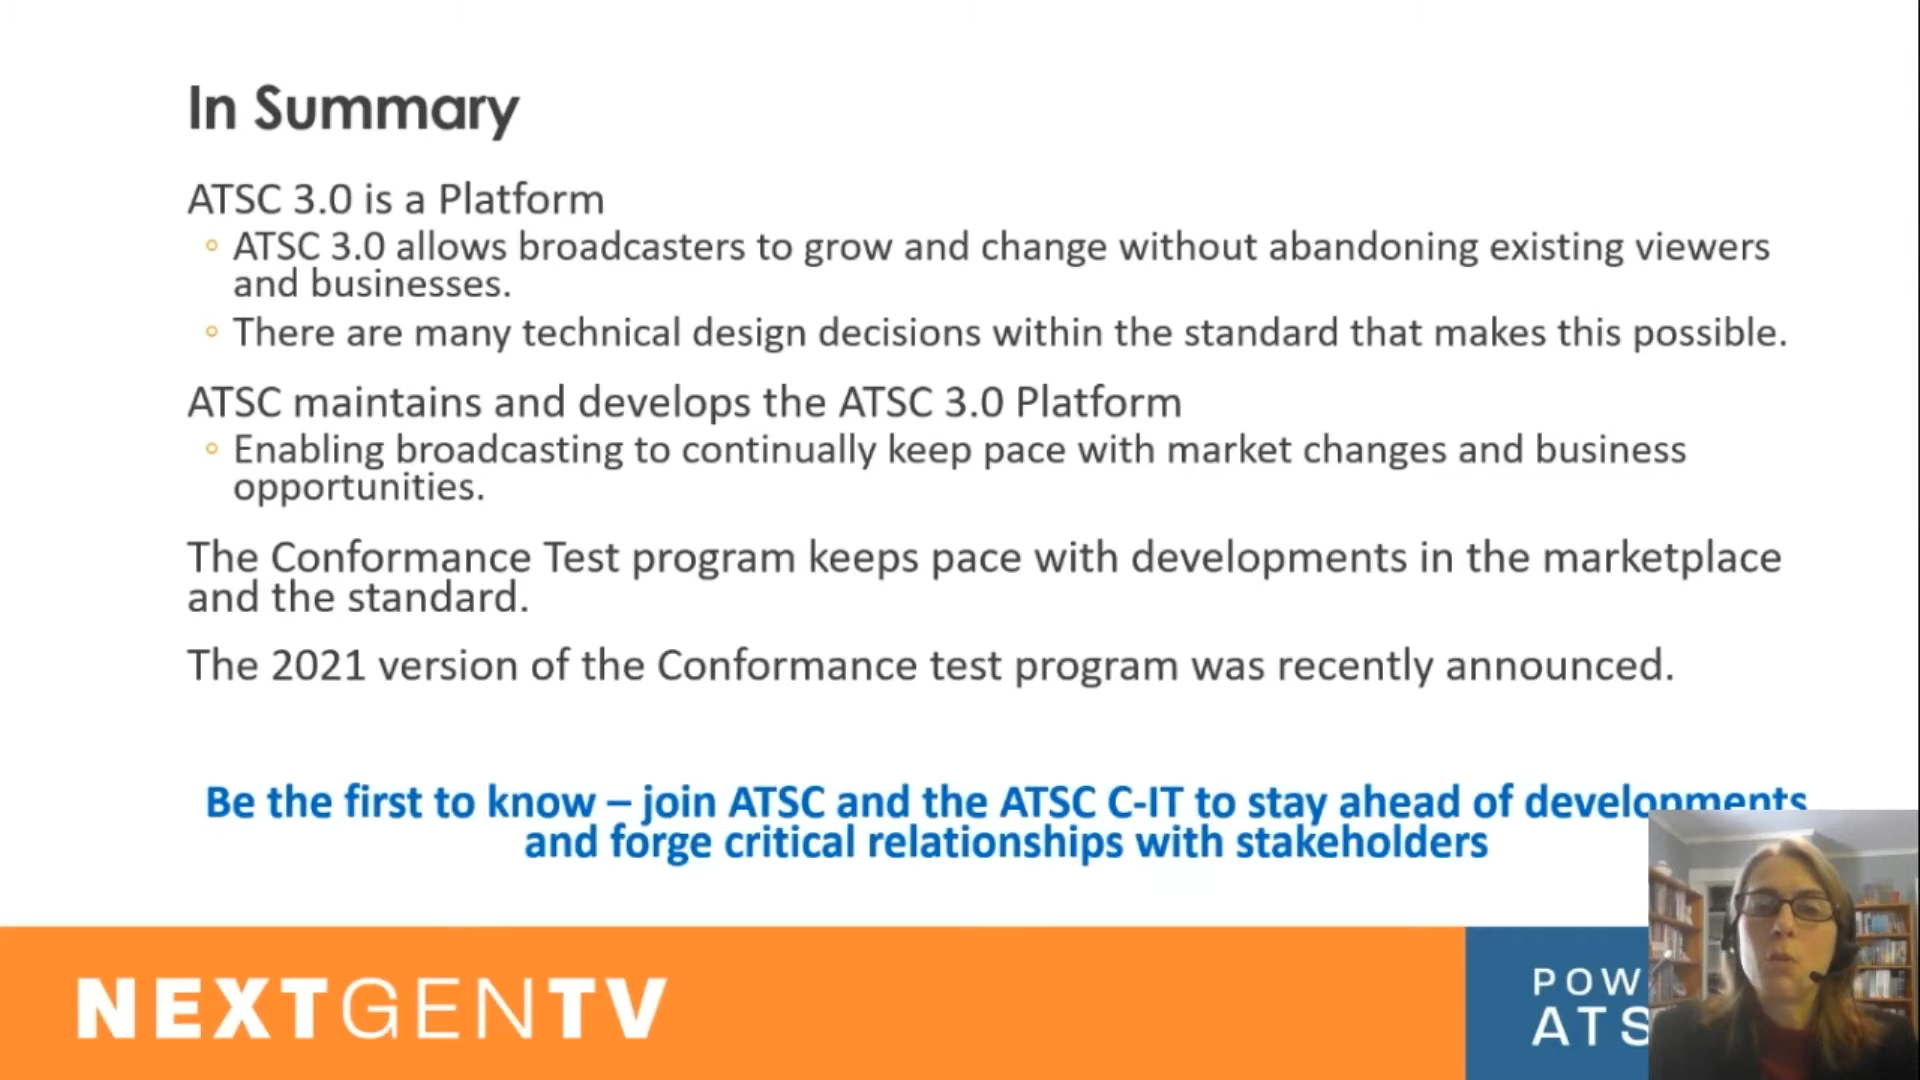 In Summary
ATSC 3.0 is a Platform
ATSC 3.0 allows broadcasters to grow and change without abandoning existing viewers
and businesses.
There are many technical design decisions within the standard that makes this possible.
ATSC maintains and develops the ATSC 3.0 Platform
Enabling broadcasting to continually keep pace with market changes and business
opportunities.
The Conformance Test program keeps pace with developments in the marketplace
and the standard.
The 2021 version of the Conformance test program was recently announced.
Be the first to know – join ATSC and the ATSC C-IT to stay ahead of developments
and forge critical relationships with stakeholders
NEXTGENTV